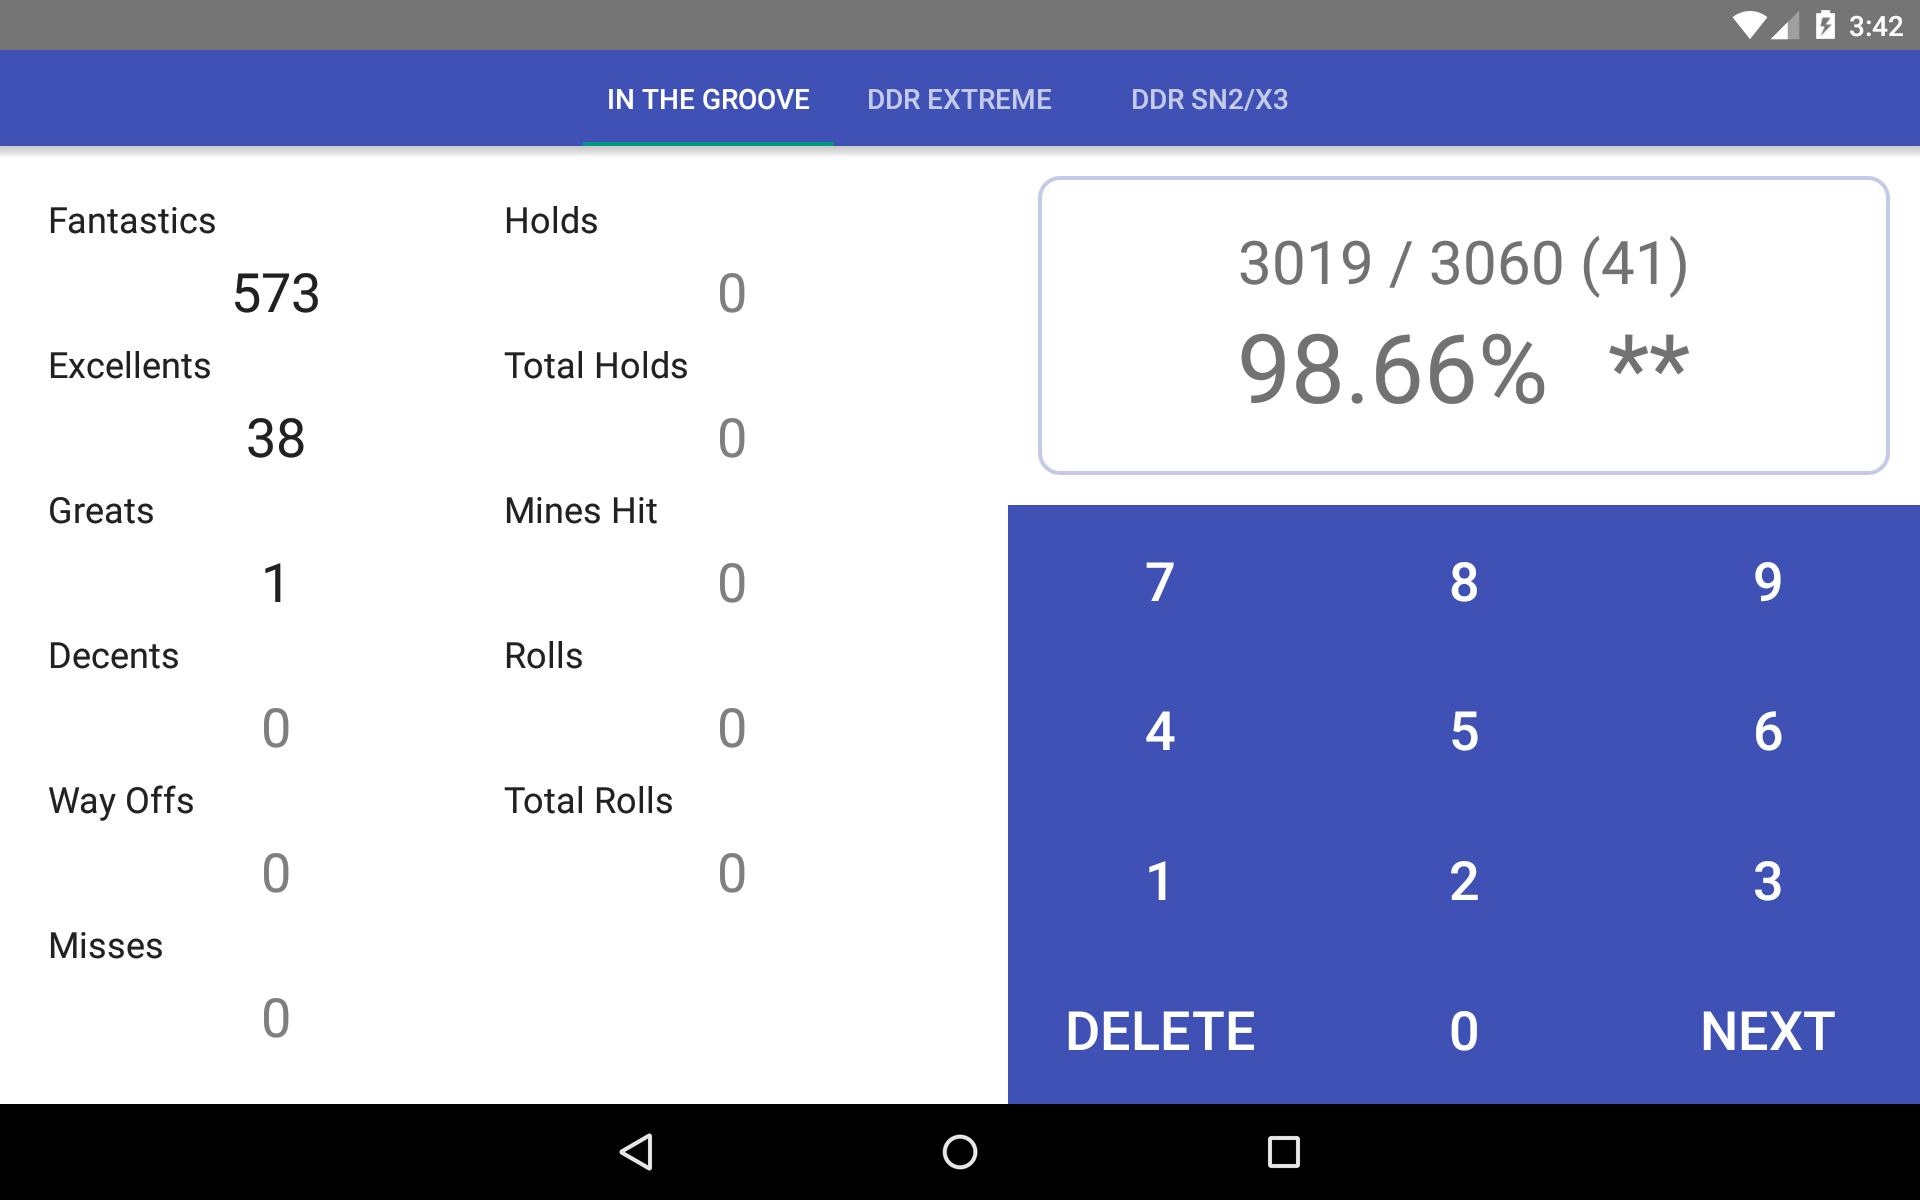 3:42
IN THE GROOVE DDR EXTREME DDR SN2/X3
Fantastics
573
Excellents
38
Greats
1
Decents
0
Way Offs
0
Misses
0
Holds
0
Total Holds
0
Mines Hit
0
Rolls
0
Total Rolls
0
3019 / 3060 (41)
98.66% **
7 8 9
4 5 6
1 2 3
DELETE 0 NEXT